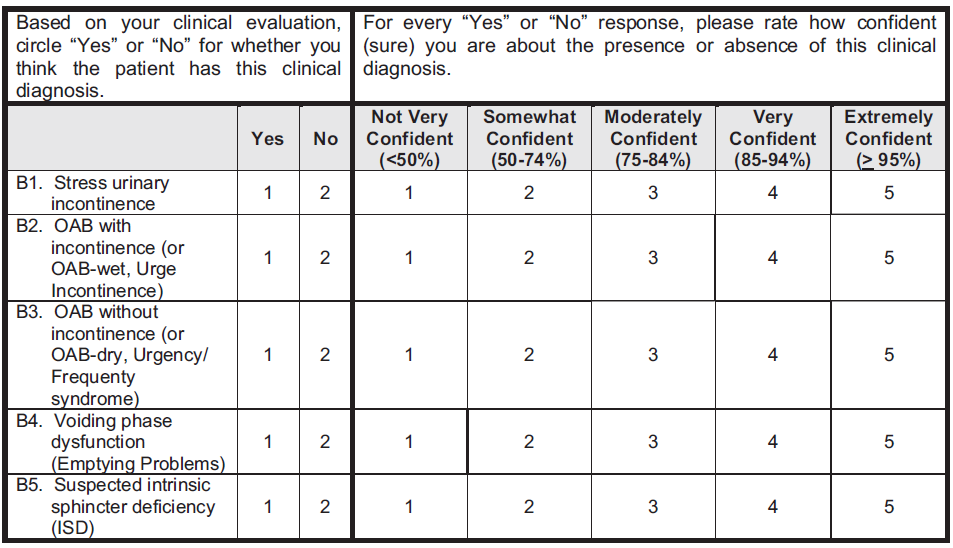 Based on your clinical evaluation,
circle “Yes” or “No” for whether you
think the patient has this clinical
diagnosis.
For every “Yes” or “No” response, please rate how confident
(sure) you are about the presence or absence of this clinical
diagnosis.
Yes
No
Not Very
Confident
(<50%)
Somewhat
Confident
(50-74%)
Moderately
Confident
(75-84%)
Very
Confident
(85-94%)
Extremely
Confident
(≥ 95%)
B1. Stress urinary
incontinence
1 2 1 2 3 4 5
B2. OAB with
incontinence (or
OAB-wet, Urge
Incontinence)
1 2 1 2 3 4 5
B3. OAB without
incontinence (or
OAB-dry, Urgency/
Frequenty
syndrome)
1 2 1 2 3 4 5
B4. Voiding phase
dysfunction
(Emptying Problems)
1 2 1 2 3 4 5
B5. Suspected intrinsic
sphincter deficiency
(ISD)
1 2 1 2 3 4 5